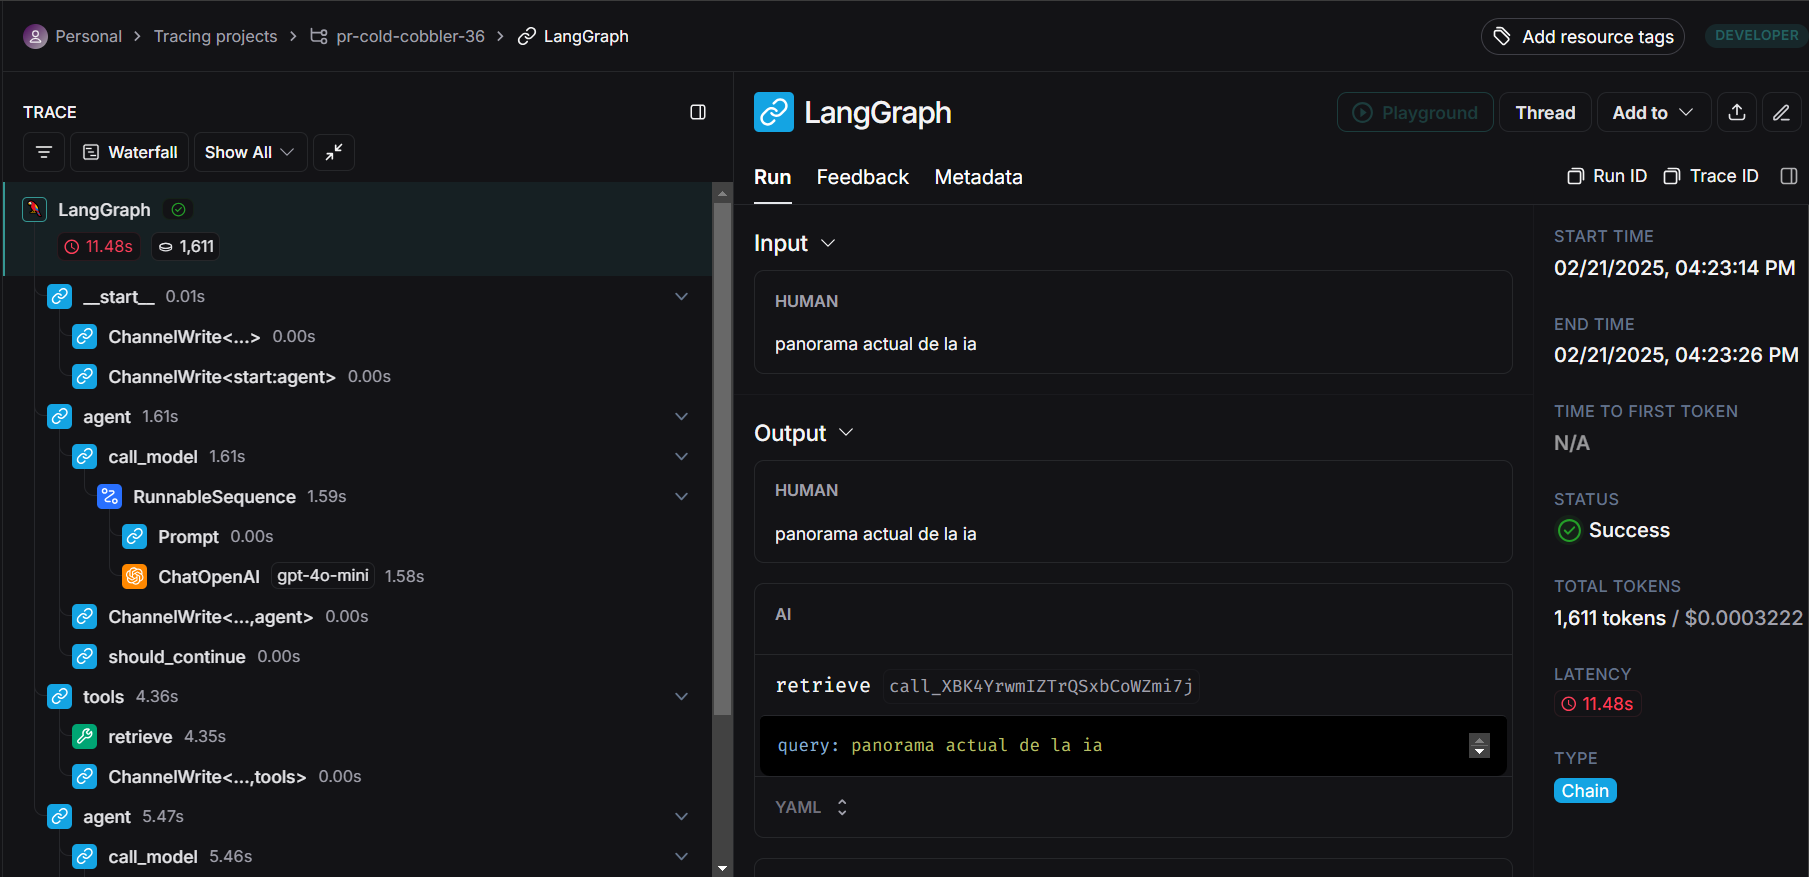 Personal > Tracing projects > pr-cold-cobbler-36 > LangGraph
Add resource tags
DEVELOPER
TRACE
Waterfall
Show All
LangGraph
11.48s
1,611
__start__ 0.01s
ChannelWrite<...> 0.00s
ChannelWrite<start:agent> 0.00s
agent 1.61s
call_model 1.61s
RunnableSequence 1.59s
Prompt 0.00s
ChatOpenAI gpt-4o-mini 1.58s
ChannelWrite<...,agent> 0.00s
should_continue 0.00s
tools 4.36s
retrieve 4.35s
ChannelWrite<...,tools> 0.00s
agent 5.47s
call_model 5.46s
LangGraph
Playground
Thread
Add to
Run Feedback Metadata
Run ID
Trace ID
Input
HUMAN
panorama actual de la ia
Output
HUMAN
panorama actual de la ia
AI
retrieve call_XBK4YrwmIZTrQSxbCoWZmi7j
query: panorama actual de la ia
YAML
START TIME
02/21/2025, 04:23:14 PM
END TIME
02/21/2025, 04:23:26 PM
TIME TO FIRST TOKEN
N/A
STATUS
Success
TOTAL TOKENS
1,611 tokens / $0.0003222
LATENCY
11.48s
TYPE
Chain